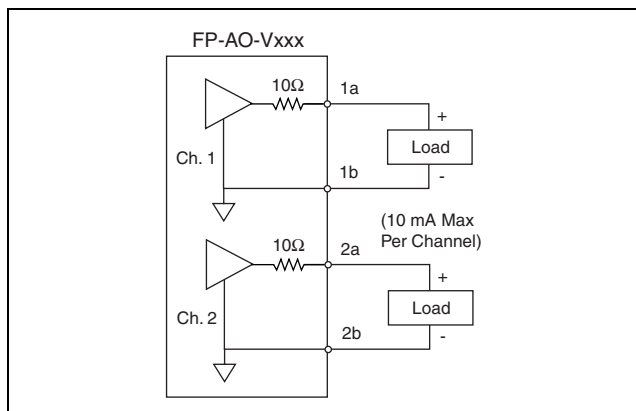 FP-AO-Vxxx
10Ω
1a
+
Load
-
Ch. 1
1b
(10 mA Max
Per Channel)
10Ω
2a
+
Load
-
Ch. 2
2b